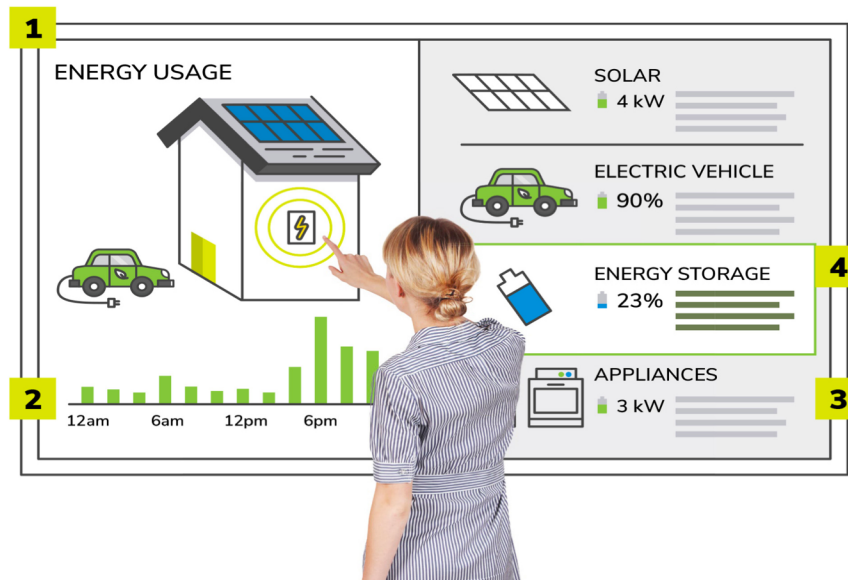 1
ENERGY USAGE
2
12am 6am 12pm 6pm
SOLAR
4 kW
ELECTRIC VEHICLE
90%
4
ENERGY STORAGE
23%
APPLIANCES
3 kW
3